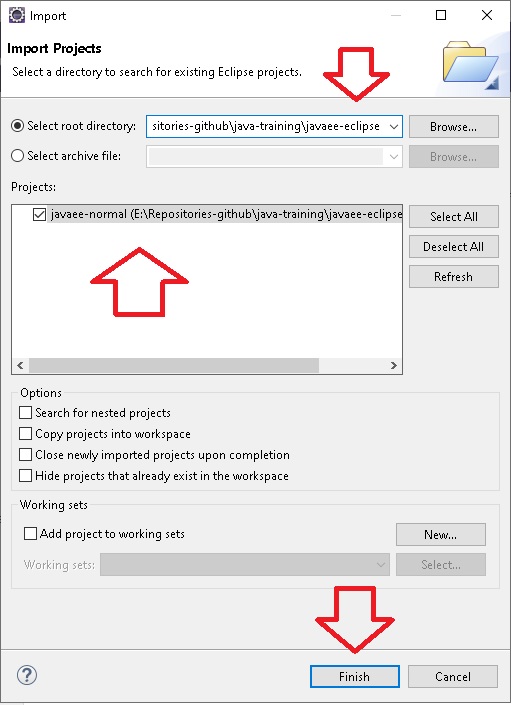 Import
Import Projects
Select a directory to search for existing Eclipse projects.
Select root directory: sitories-github\java-training\javaee-eclipse Browse...
Select archive file: Browse...
Projects:
javaee-normal (E:\Repositories-github\java-training\javaee-eclipse
Select All
Deselect All
Refresh
Options
Search for nested projects
Copy projects into workspace
Close newly imported projects upon completion
Hide projects that already exist in the workspace
Working sets
Add project to working sets New...
Working sets: Select...
? Finish Cancel